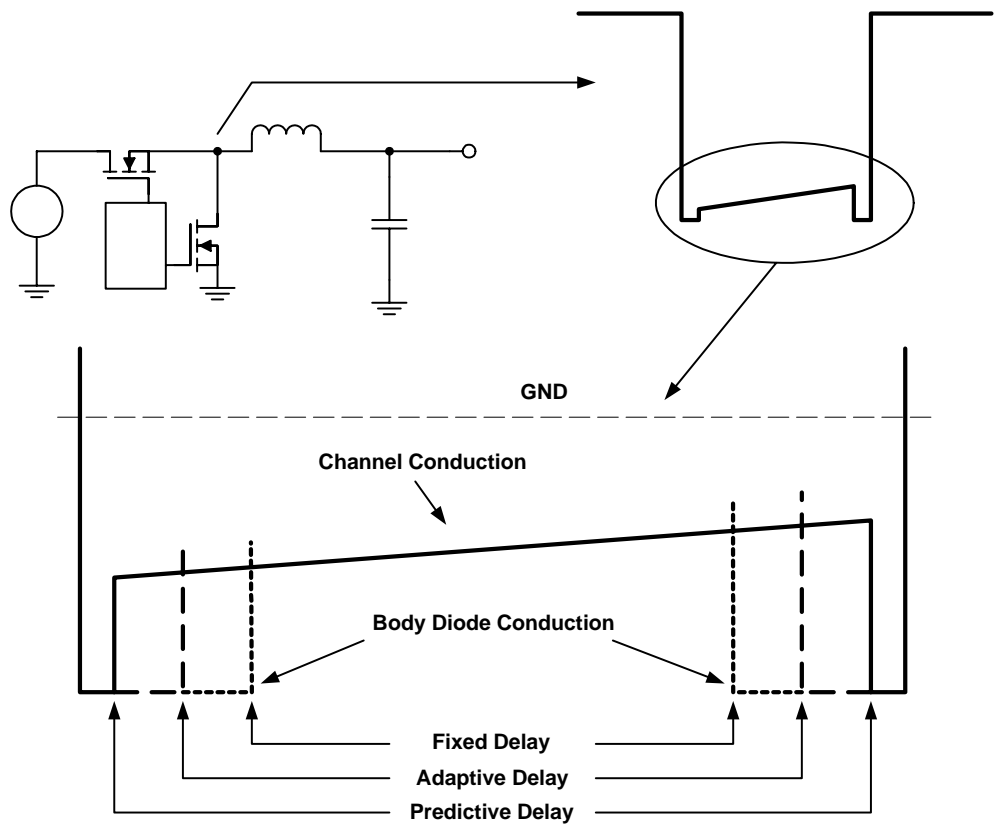 GND
Channel Conduction
Body Diode Conduction
Fixed Delay
Adaptive Delay
Predictive Delay